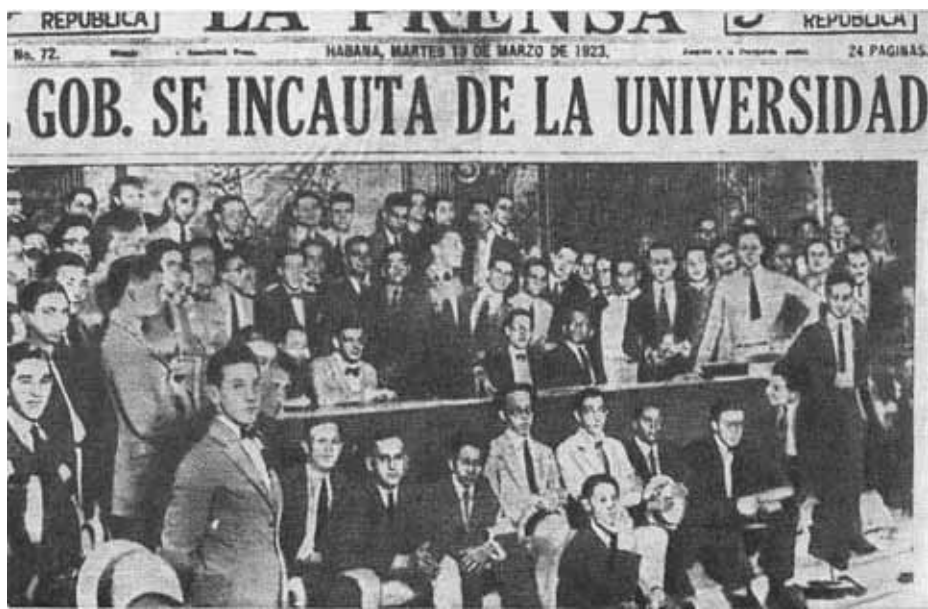 REPUBLICA LA PRENSA REPUBLICA
No. 72. HABANA, MARTES 13 DE MARZO DE 1923. 24 PAGINAS.
GOB. SE INCAUTA DE LA UNIVERSIDAD